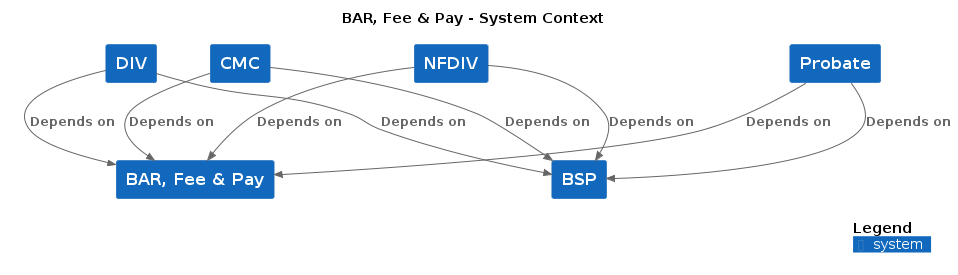 BAR, Fee & Pay - System Context
DIV
CMC
NFDIV
Probate
Depends on
Depends on
Depends on
Depends on
Depends on
Depends on
Depends on
Depends on
BAR, Fee & Pay
BSP
Legend
system